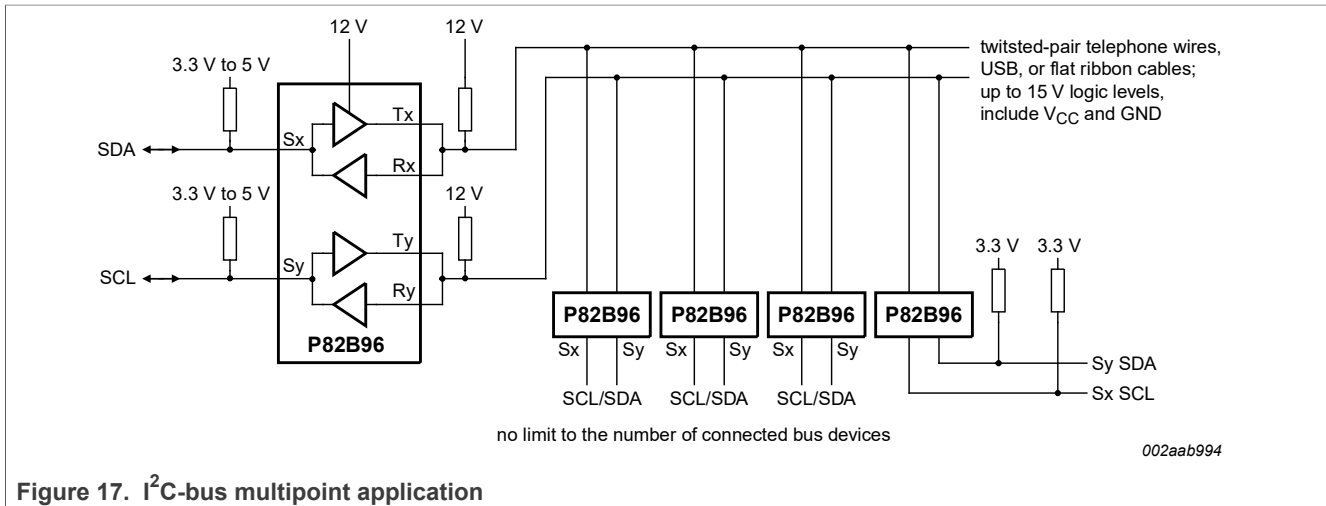 12 V
12 V
3.3 V to 5 V
twitsted-pair telephone wires,
USB, or flat ribbon cables;
up to 15 V logic levels,
include VCC and GND
Tx
Sx
SDA
Rx
3.3 V to 5 V
12 V
Ty
Sy
SCL
Ry
P82B96
3.3 V 3.3 V
P82B96 P82B96 P82B96 P82B96
Sx Sy Sx Sy Sx Sy
Sy SDA
Sx SCL
SCL/SDA SCL/SDA SCL/SDA
no limit to the number of connected bus devices
002aab994
Figure 17. I²C-bus multipoint application